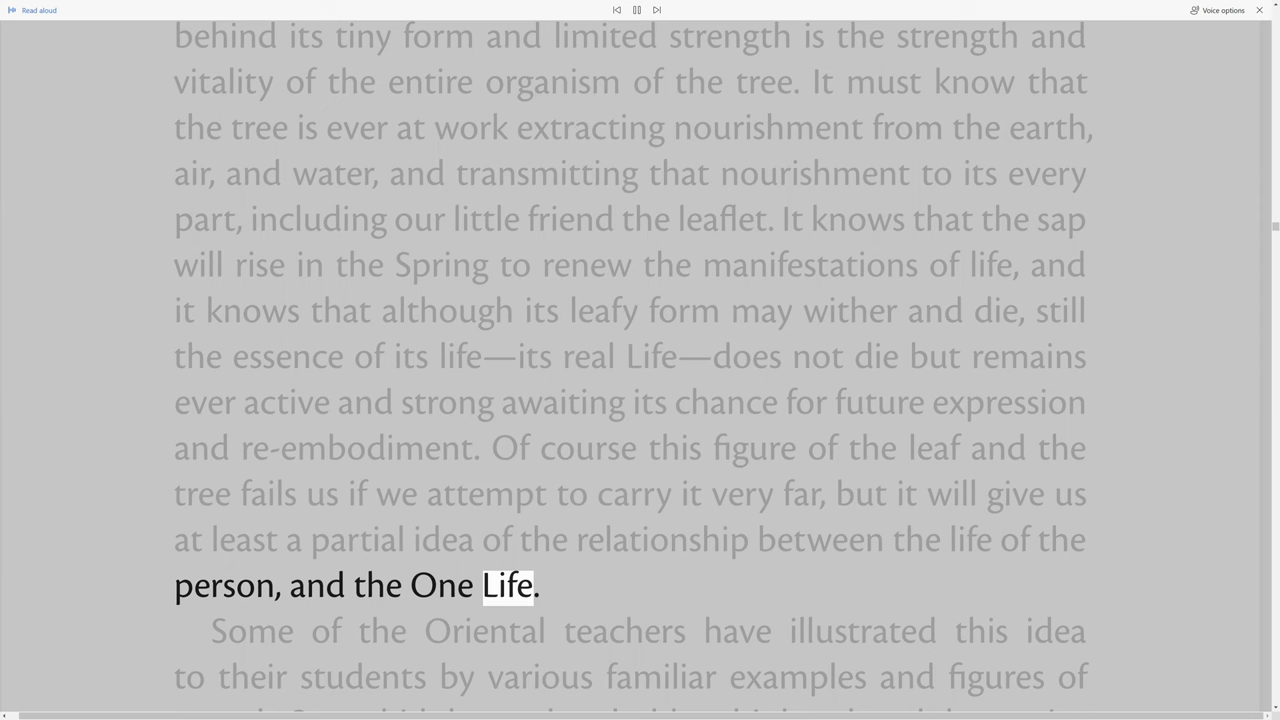 Read aloud
Voice options
behind its tiny form and limited strength is the strength and
vitality of the entire organism of the tree. It must know that
the tree is ever at work extracting nourishment from the earth,
air, and water, and transmitting that nourishment to its every
part, including our little friend the leaflet. It knows that the sap
will rise in the Spring to renew the manifestations of life, and
it knows that although its leafy form may wither and die, still
the essence of its life—its real Life—does not die but remains
ever active and strong awaiting its chance for future expression
and re-embodiment. Of course this figure of the leaf and the
tree fails us if we attempt to carry it very far, but it will give us
at least a partial idea of the relationship between the life of the
person, and the One Life.
Some of the Oriental teachers have illustrated this idea
to their students by various familiar examples and figures of